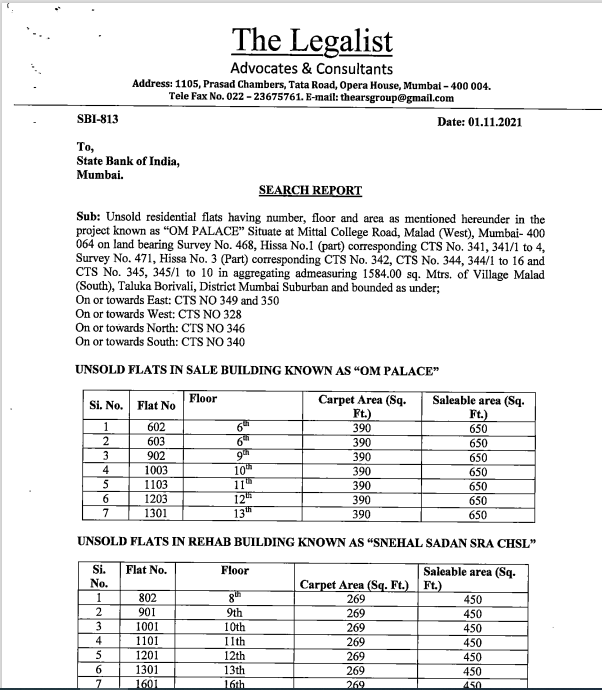 The Legalist
Advocates & Consultants
Address: 1105, Prasad Chambers, Tata Road, Opera House, Mumbai – 400 004.
Tele Fax No. 022 – 23675761. E-mail: thearsgroup@gmail.com
SBI-813
Date: 01.11.2021
To,
State Bank of India,
Mumbai.
SEARCH REPORT
Sub: Unsold residential flats having number, floor and area as mentioned hereunder in the
project known as “OM PALACE” Situate at Mittal College Road, Malad (West), Mumbai- 400
064 on land bearing Survey No. 468, Hissa No.1 (part) corresponding CTS No. 341, 341/1 to 4,
Survey No. 471, Hissa No. 3 (Part) corresponding CTS No. 342, CTS No. 344, 344/1 to 16 and
CTS No. 345, 345/1 to 10 in aggregating admeasuring 1584.00 sq. Mtrs. of Village Malad
(South), Taluka Borivali, District Mumbai Suburban and bounded as under;
On or towards East: CTS NO 349 and 350
On or towards West: CTS NO 328
On or towards North: CTS NO 346
On or towards South: CTS NO 340
UNSOLD FLATS IN SALE BUILDING KNOWN AS “OM PALACE”
Si. No. Flat No Floor Carpet Area (Sq. Ft.) Saleable area (Sq. Ft.)
1 602 6th 390 650
2 603 6th 390 650
3 902 9th 390 650
4 1003 10th 390 650
5 1103 11th 390 650
6 1203 12th 390 650
7 1301 13th 390 650
UNSOLD FLATS IN REHAB BUILDING KNOWN AS “SNEHAL SADAN SRA CHSL”
Si. No. Flat No. Floor Carpet Area (Sq. Ft.) Saleable area (Sq. Ft.)
1 802 8th 269 450
2 901 9th 269 450
3 1001 10th 269 450
4 1101 11th 269 450
5 1201 12th 269 450
6 1301 13th 269 450
7 1601 16th 269 450